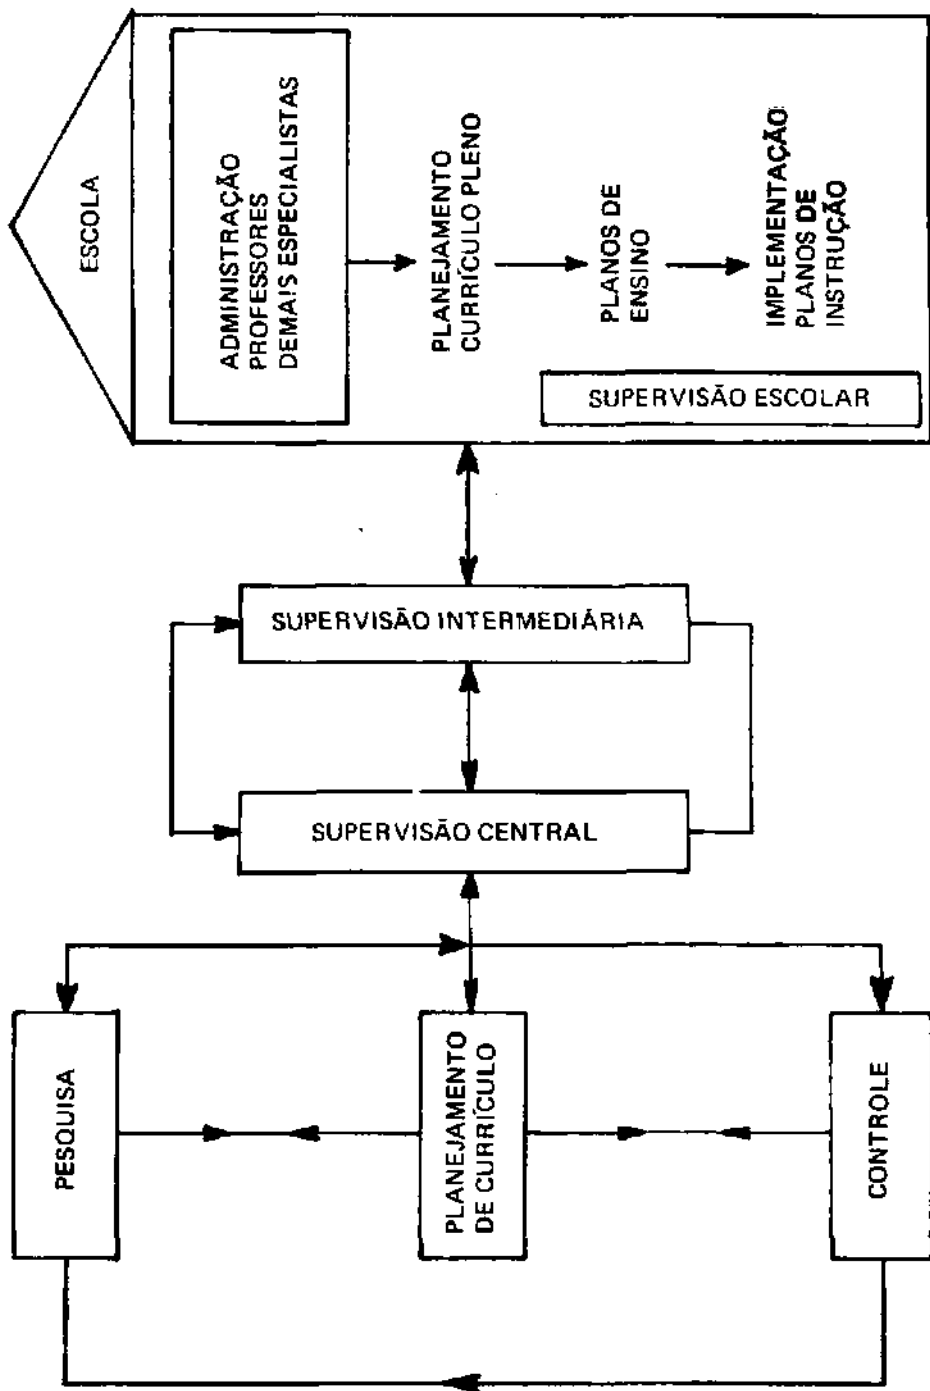 PESQUISA
PLANEJAMENTO
DE CURRÍCULO
CONTROLE
SUPERVISÃO CENTRAL
SUPERVISÃO INTERMEDIÁRIA
ESCOLA
ADMINISTRAÇÃO
PROFESSORES
DEMAIS ESPECIALISTAS
PLANEJAMENTO
CURRÍCULO PLENO
PLANOS DE
ENSINO
IMPLEMENTAÇÃO
PLANOS DE
INSTRUÇÃO
SUPERVISÃO ESCOLAR